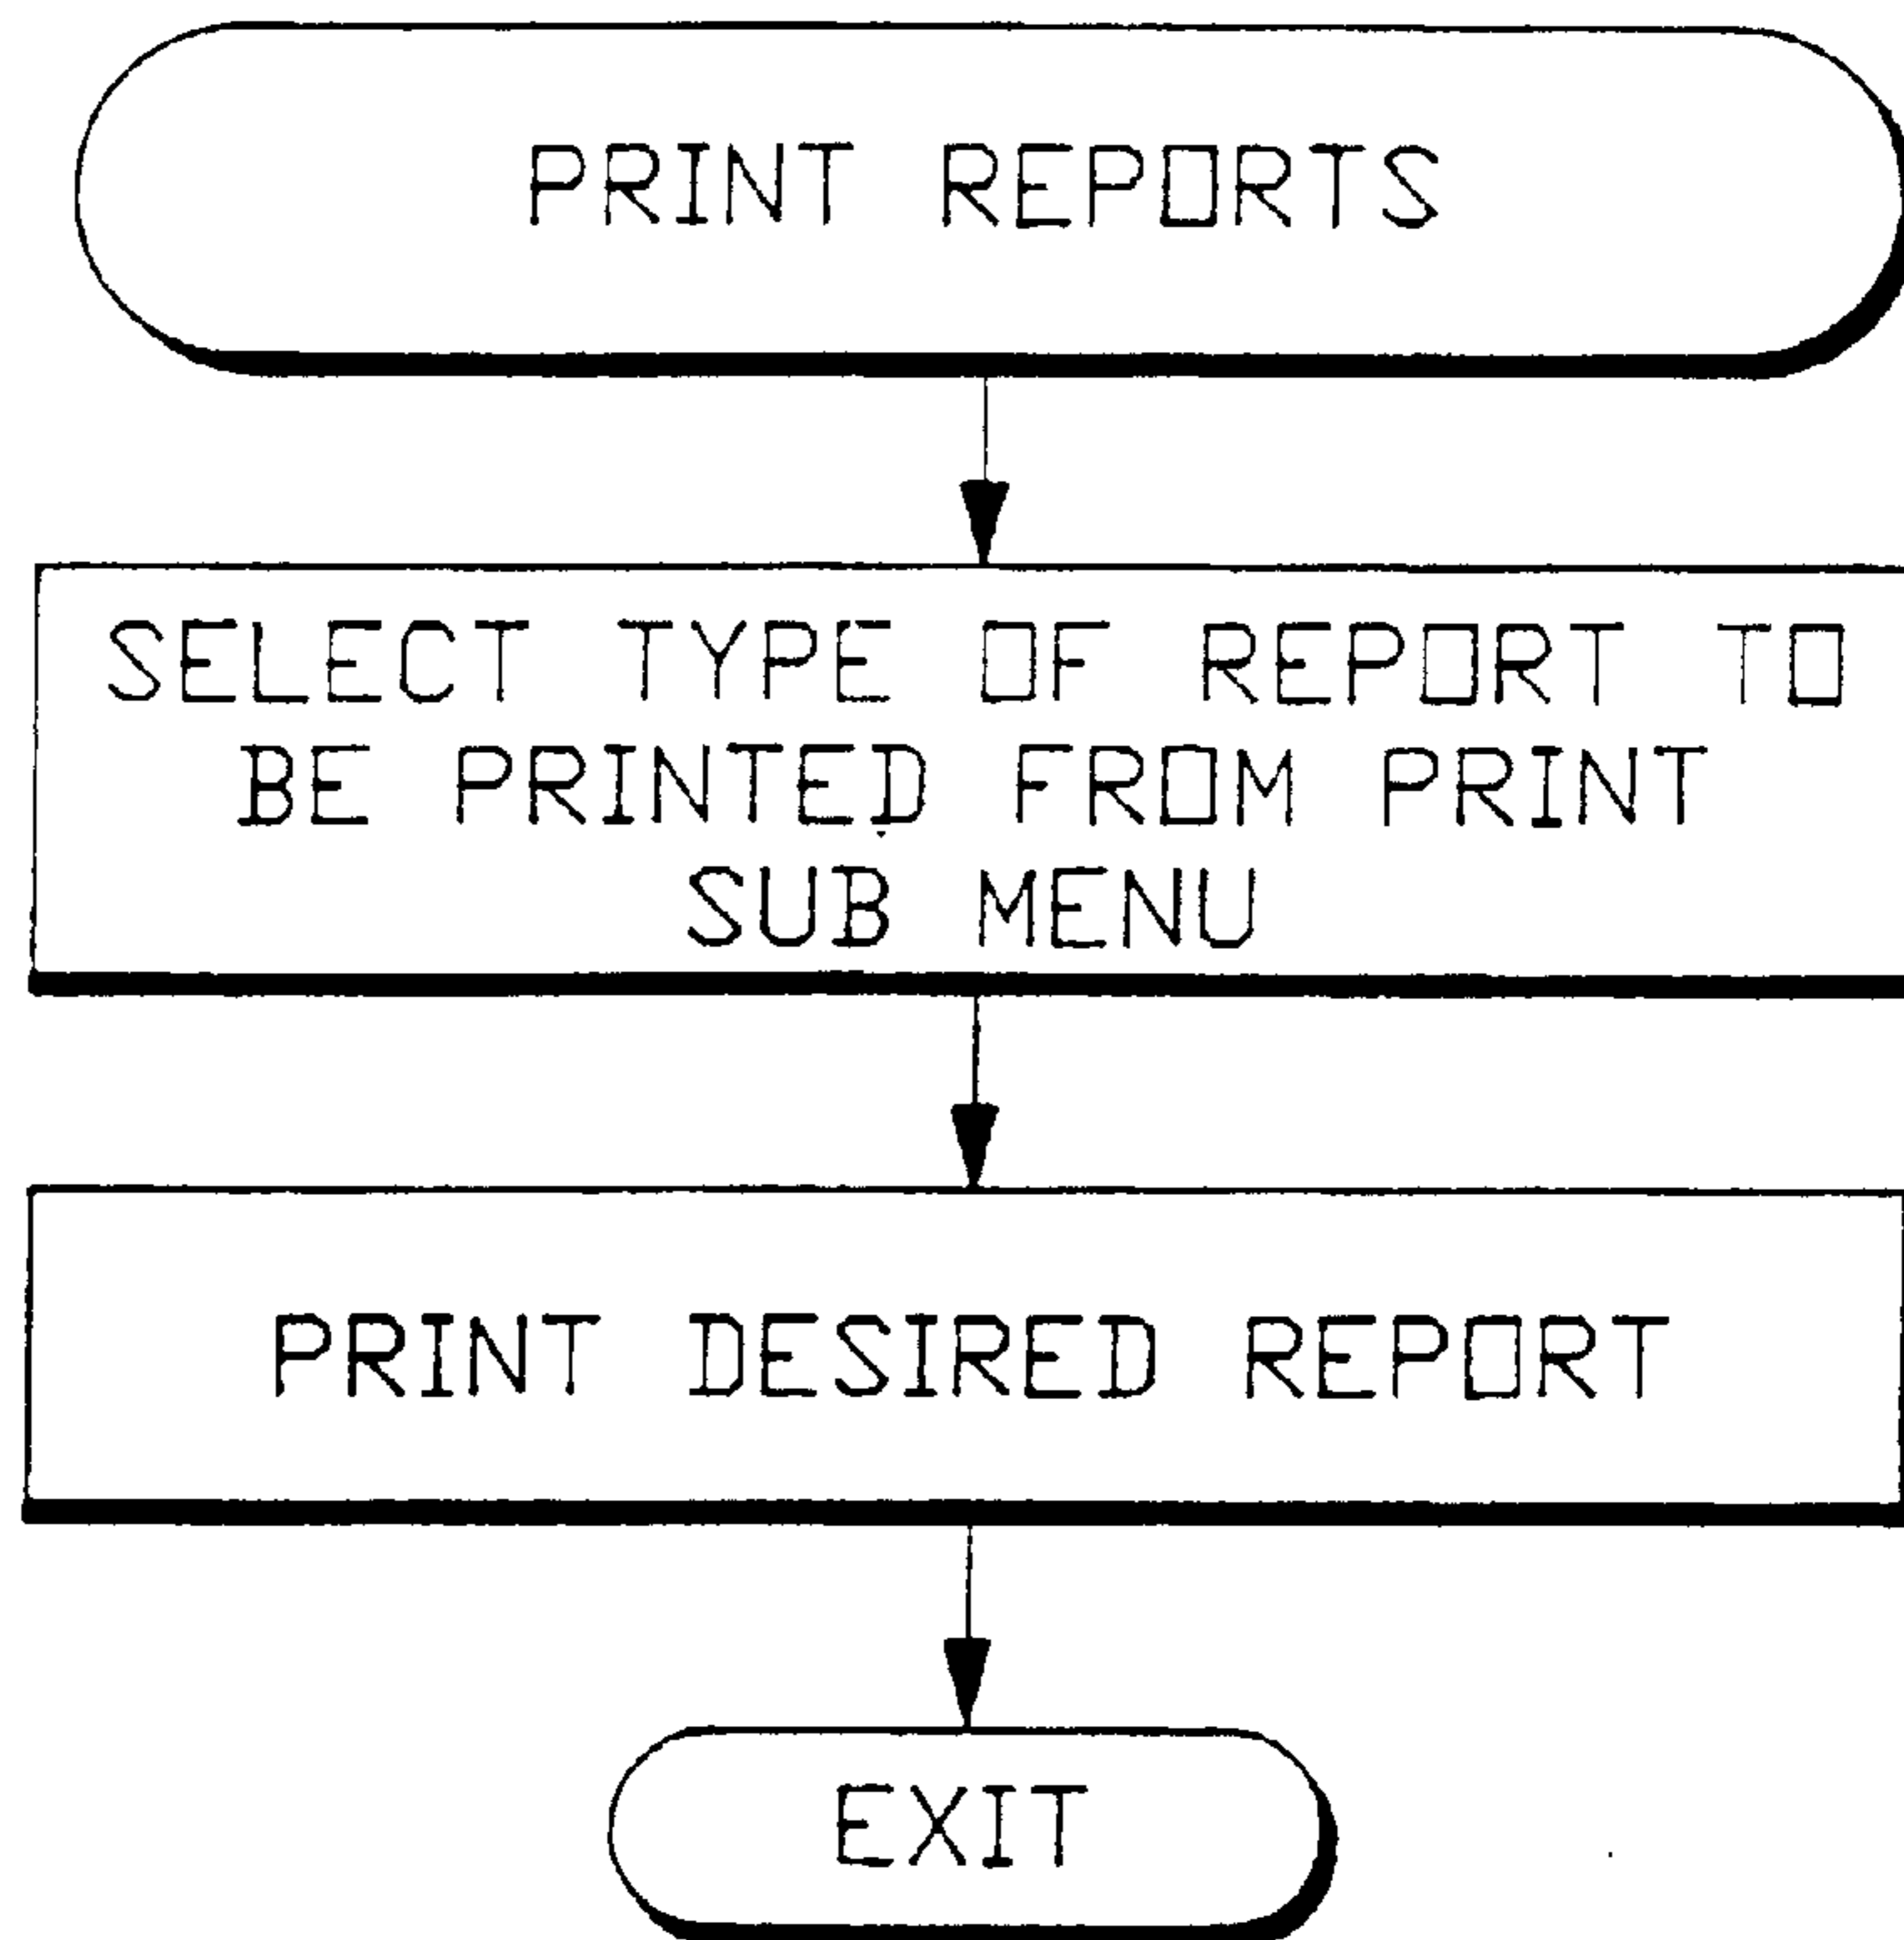 PRINT REPORTS
SELECT TYPE OF REPORT TO
BE PRINTED FROM PRINT
SUB MENU
PRINT DESIRED REPORT
EXIT